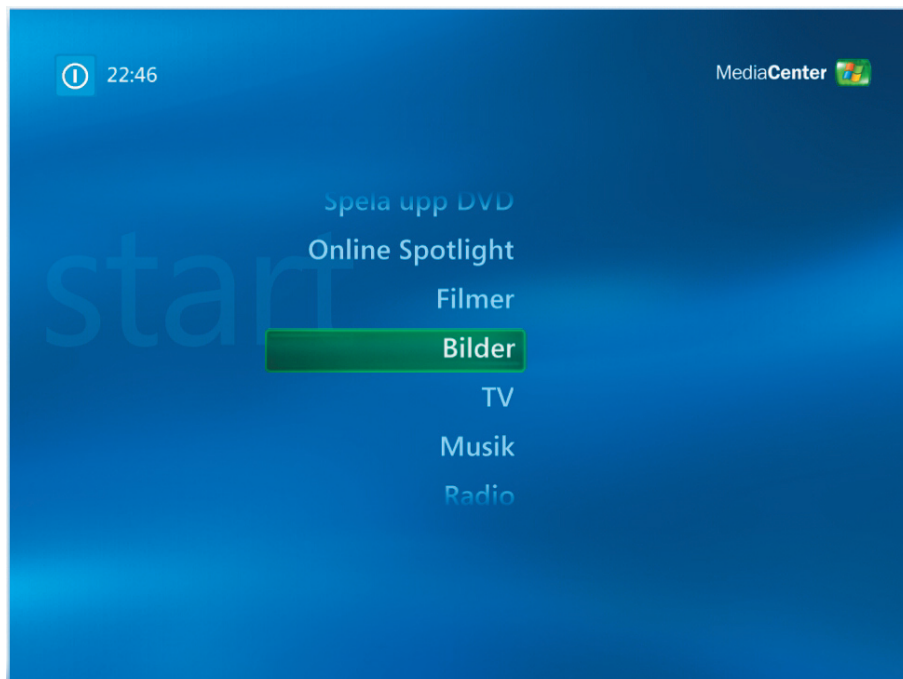 22:46
MediaCenter
start
Spela upp DVD
Online Spotlight
Filmer
Bilder
TV
Musik
Radio